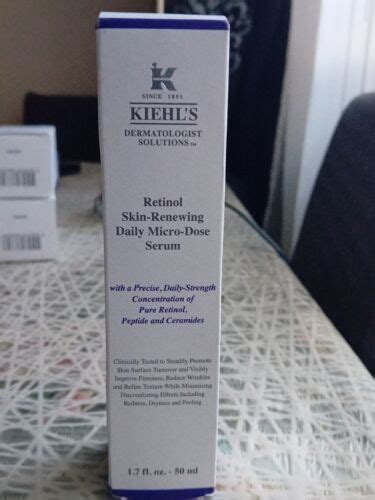 K
SINCE 1851
KIEHL'S
DERMATOLOGIST
SOLUTIONS™
Retinol
Skin-Renewing
Daily Micro-Dose
Serum
with a Precise, Daily-Strength
Concentration of
Pure Retinol,
Peptide and Ceramides
Clinically Tested to Steadily Promote
Skin Surface Turnover and Visibly
Improve Firmness, Reduce Wrinkles
and Refine Texture While Minimizing
Discomforting Effects Including
Redness, Dryness and Peeling
1.7 fl. oz. - 50 ml